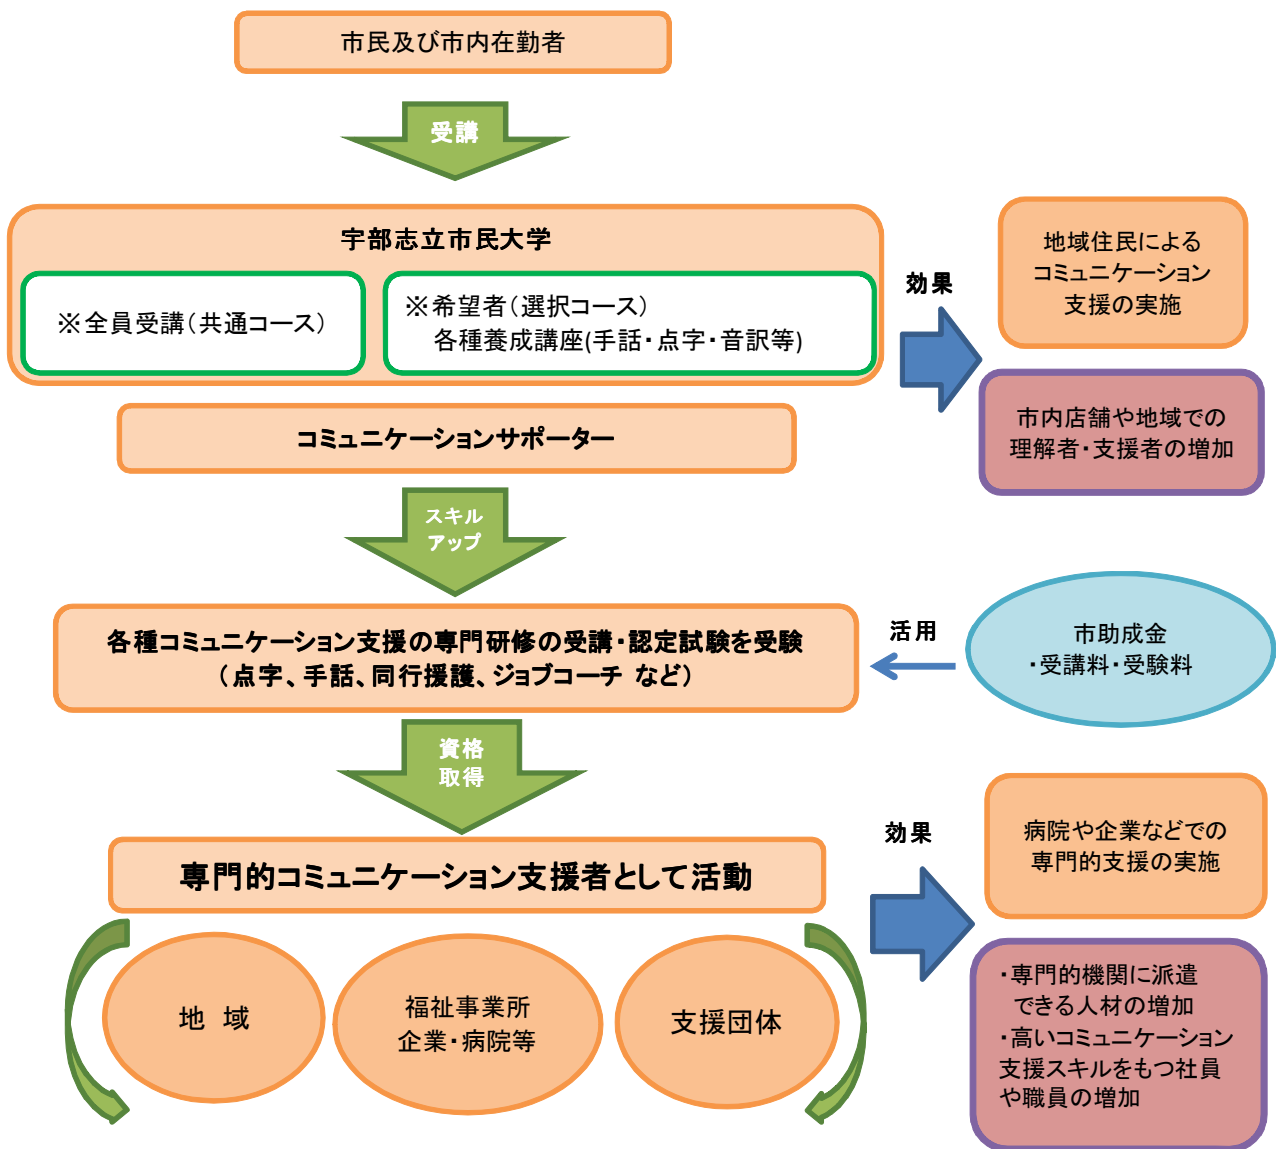 市民及び市内在勤者
受講
宇部志立市民大学
※全員受講（共通コース）
※希望者（選択コース）
各種養成講座(手話・点字・音訳等)
効果
地域住民による
コミュニケーション
支援の実施
市内店舗や地域での
理解者・支援者の増加
コミュニケーションサポーター
スキル
アップ
各種コミュニケーション支援の専門研修の受講・認定試験を受験
（点字、手話、同行援護、ジョブコーチ など）
活用
市助成金
・受講料・受験料
資格
取得
専門的コミュニケーション支援者として活動
効果
病院や企業などでの
専門的支援の実施
地 域
福祉事業所
企業・病院等
支援団体
・専門的機関に派遣
できる人材の増加
・高いコミュニケーション
支援スキルをもつ社員
や職員の増加